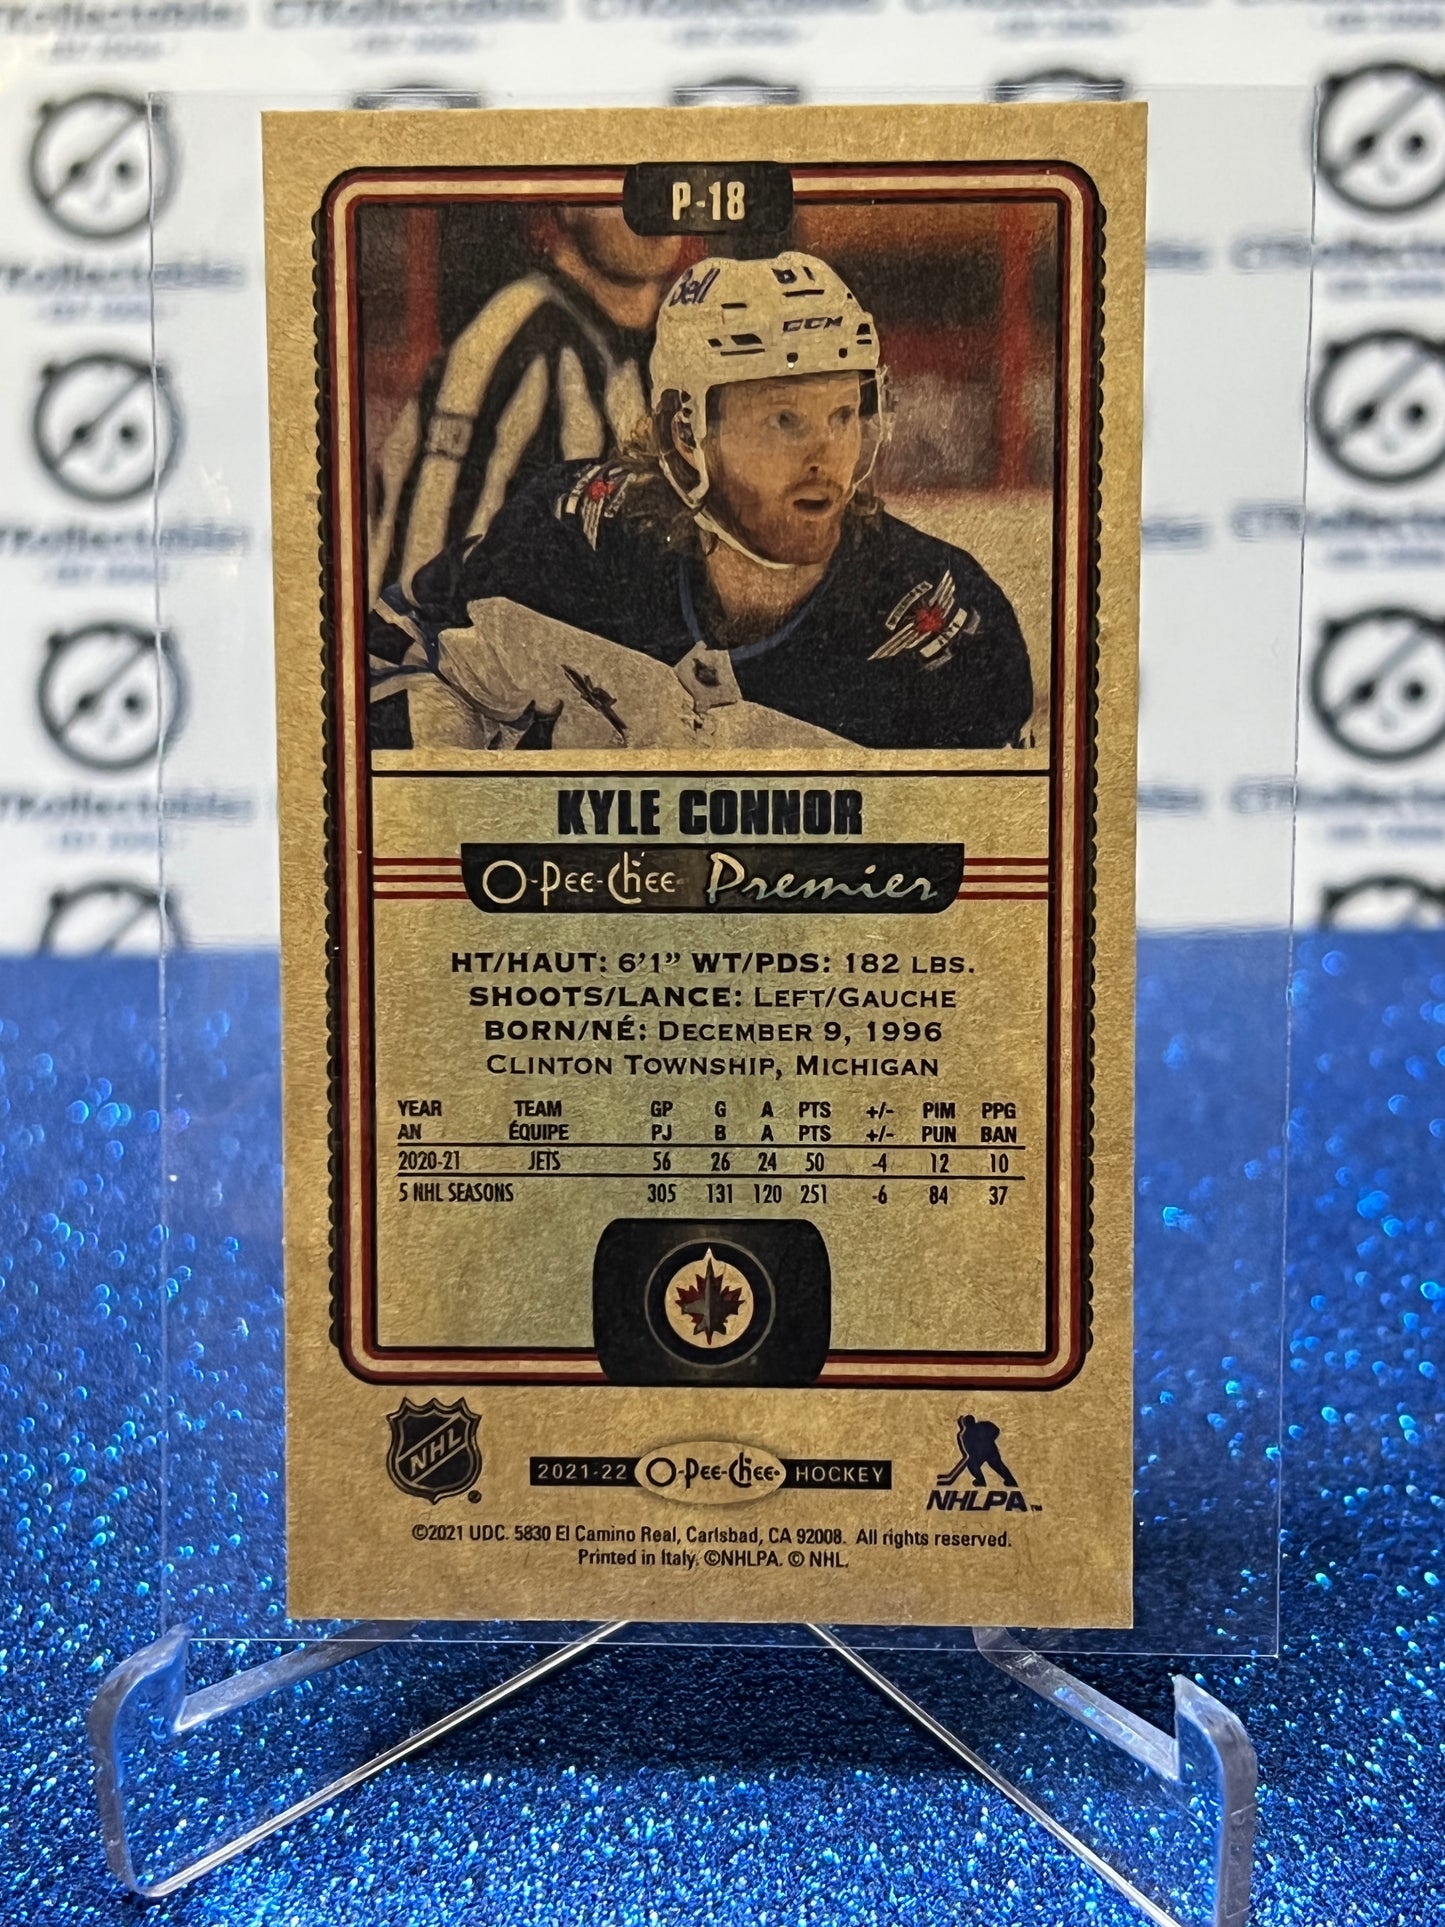 P-18
Bell
CCM
KYLE CONNOR
O-Pee-Chee Premier
HT/HAUT: 6'1" WT/PDS: 182 LBS.
SHOOTS/LANCE: LEFT/GAUCHE
BORN/NÉ: DECEMBER 9, 1996
CLINTON TOWNSHIP, MICHIGAN
YEAR TEAM GP G A PTS +/- PIM PPG
AN ÉQUIPE PJ B A PTS +/- PUN BAN
2020-21 JETS 56 26 24 50 -4 12 10
5 NHL SEASONS 305 131 120 251 -6 84 37
NHL
2021-22 O-Pee-Chee HOCKEY
NHLPA™
©2021 UDC. 5830 El Camino Real, Carlsbad, CA 92008. All rights reserved.
Printed in Italy. ©NHLPA. © NHL.